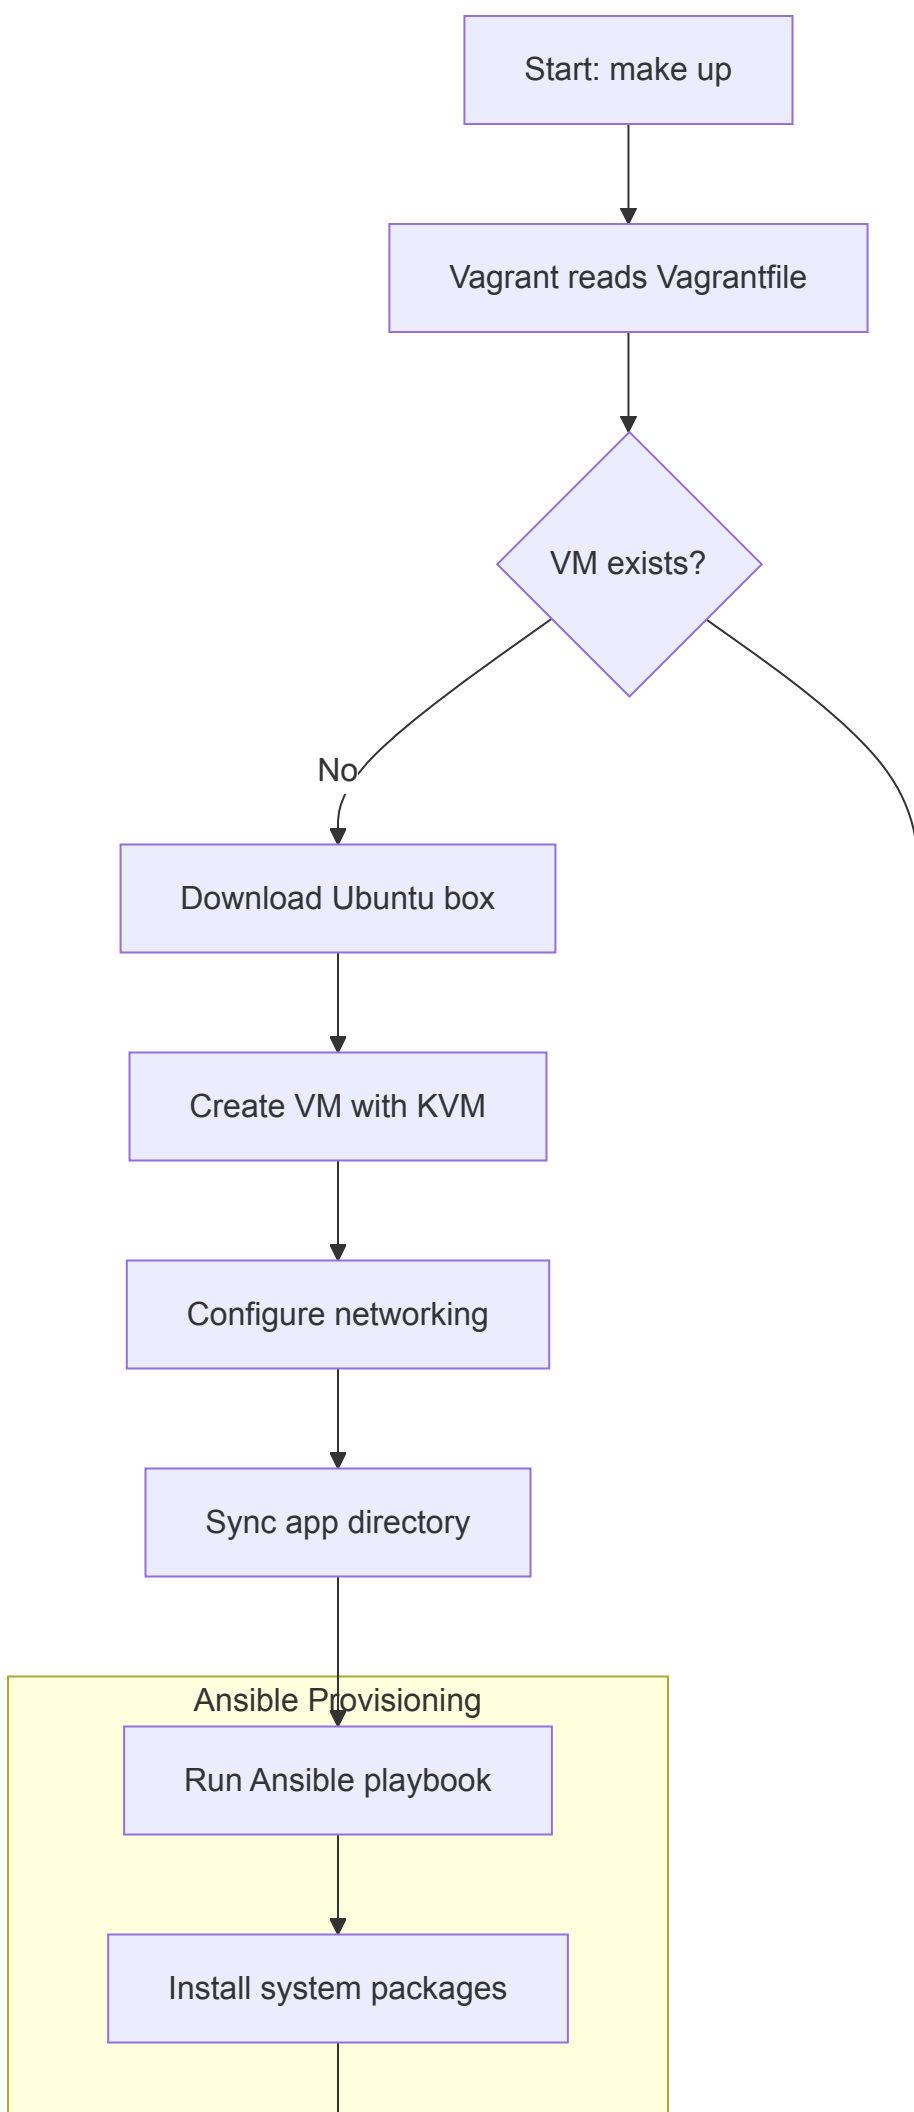 Start: make up
Vagrant reads Vagrantfile
VM exists?
No
Download Ubuntu box
Create VM with KVM
Configure networking
Sync app directory
Ansible Provisioning
Run Ansible playbook
Install system packages